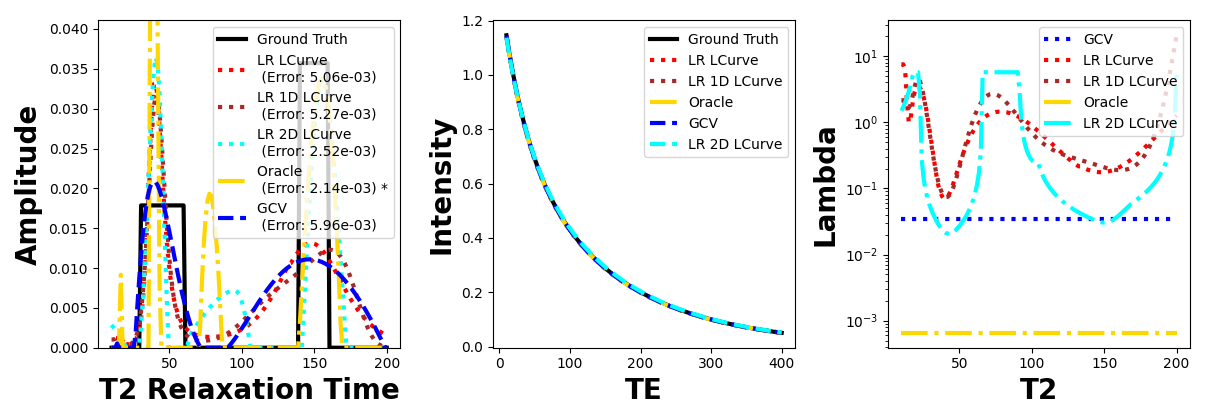 0.040
0.035
0.030
0.025
0.020
0.015
0.010
0.005
0.000
50
100
150
200
Amplitude
T2 Relaxation Time
Ground Truth
LR LCurve
(Error: 5.06e-03)
LR 1D LCurve
(Error: 5.27e-03)
LR 2D LCurve
(Error: 2.52e-03)
Oracle
(Error: 2.14e-03) *
GCV
(Error: 5.96e-03)
1.2
1.0
0.8
0.6
0.4
0.2
0.0
0
100
200
300
400
Intensity
TE
Ground Truth
LR LCurve
LR 1D LCurve
Oracle
GCV
LR 2D LCurve
10¹
10⁰
10⁻¹
10⁻²
10⁻³
50
100
150
200
Lambda
T2
GCV
LR LCurve
LR 1D LCurve
Oracle
LR 2D LCurve